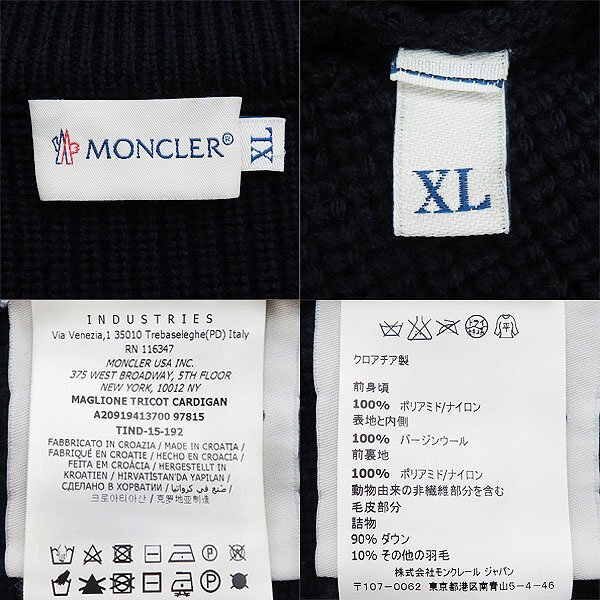 MONCLER®
XL
XL
INDUSTRIES
Via Venezia,1 35010 Trebaseleghe(PD) Italy
RN 116347
MONCLER USA INC.
375 WEST BROADWAY, 5TH FLOOR
NEW YORK, 10012 NY
MAGLIONE TRICOT CARDIGAN
A20919413700 97815
TIND-15-192
FABBRICATO IN CROAZIA / MADE IN CROATIA /
FABRIQUÉ EN CROATIE / HECHO EN CROACIA /
FEITA EM CROÁCIA / HERGESTELLT IN
KROATIEN / HIRVATİSTAN'DA YAPILAN /
СДЕЛАНО В ХОРВАТИИ / صنع في كرواتيا /
크로아티아산 / 克罗地亚制造
クロアチア製
前身頃
100% ポリアミド/ナイロン
表地と内側
100% バージンウール
前裏地
100% ポリアミド/ナイロン
動物由来の非繊維部分を含む
毛皮部分
詰物
90% ダウン
10% その他の羽毛
株式会社モンクレール ジャパン
〒107-0062 東京都港区南青山5-4-46